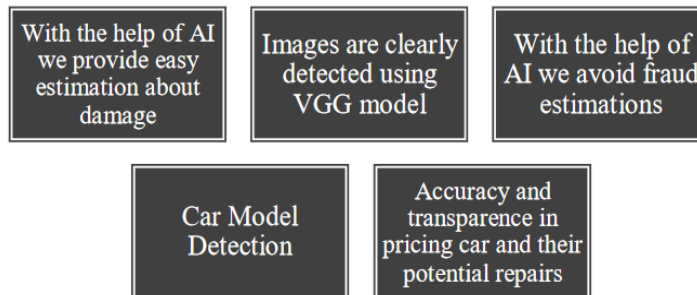 With the help of AI
we provide easy
estimation about
damage
Images are clearly
detected using
VGG model
With the help of
AI we avoid fraud
estimations
Car Model
Detection
Accuracy and
transparence in
pricing car and their
potential repairs